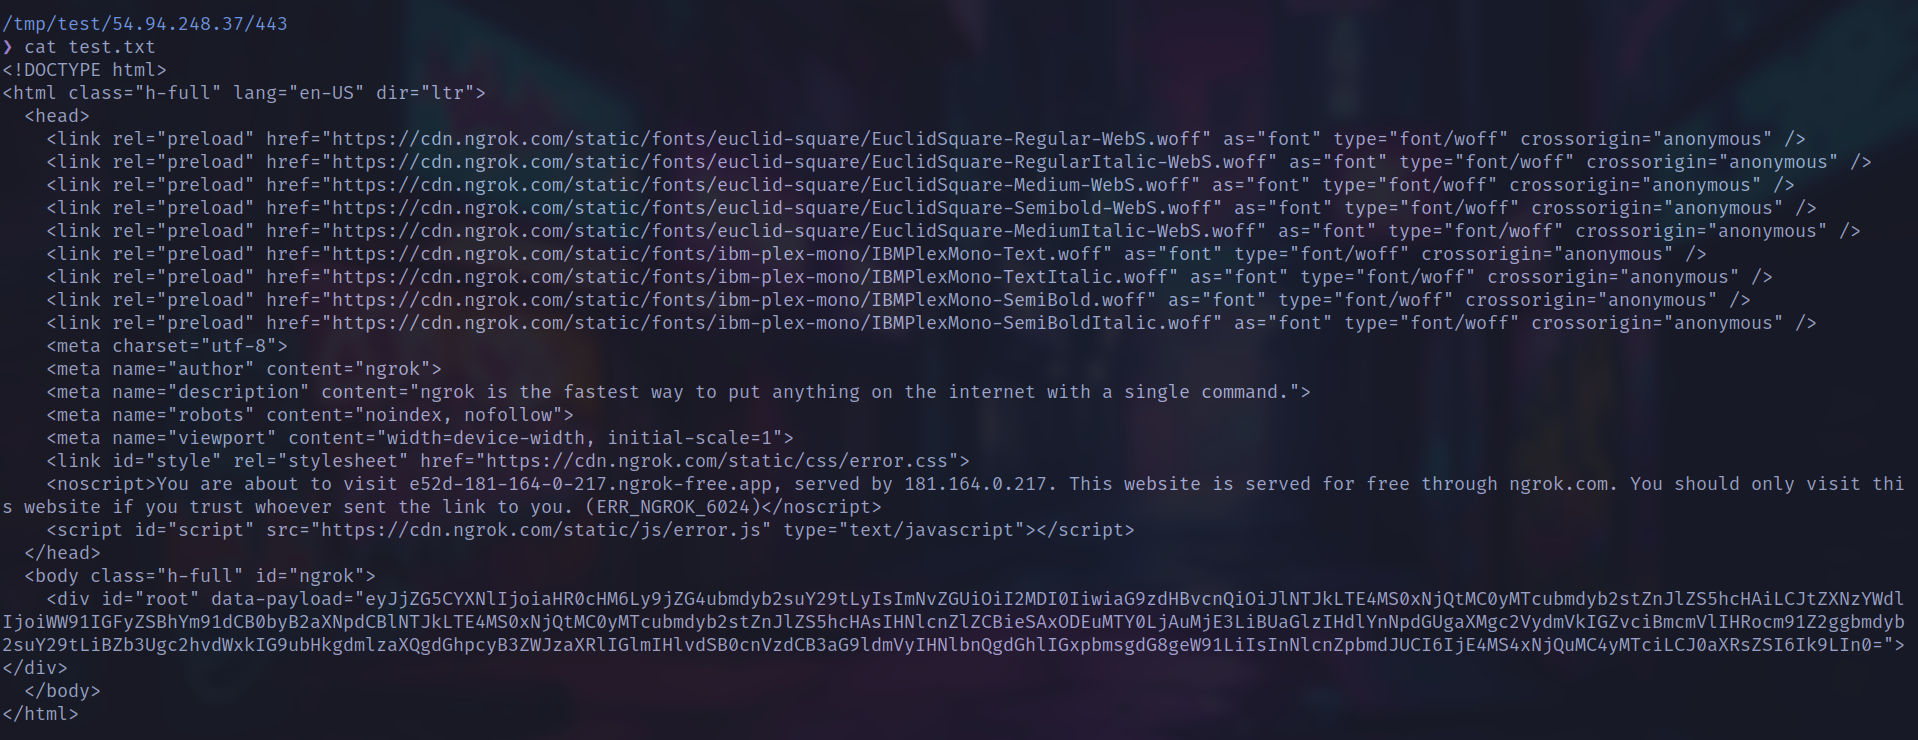 /tmp/test/54.94.248.37/443
❯ cat test.txt
<!DOCTYPE html>
<html class="h-full" lang="en-US" dir="ltr">
  <head>
    <link rel="preload" href="https://cdn.ngrok.com/static/fonts/euclid-square/EuclidSquare-Regular-WebS.woff" as="font" type="font/woff" crossorigin="anonymous" />
    <link rel="preload" href="https://cdn.ngrok.com/static/fonts/euclid-square/EuclidSquare-RegularItalic-WebS.woff" as="font" type="font/woff" crossorigin="anonymous" />
    <link rel="preload" href="https://cdn.ngrok.com/static/fonts/euclid-square/EuclidSquare-Medium-WebS.woff" as="font" type="font/woff" crossorigin="anonymous" />
    <link rel="preload" href="https://cdn.ngrok.com/static/fonts/euclid-square/EuclidSquare-Semibold-WebS.woff" as="font" type="font/woff" crossorigin="anonymous" />
    <link rel="preload" href="https://cdn.ngrok.com/static/fonts/euclid-square/EuclidSquare-MediumItalic-WebS.woff" as="font" type="font/woff" crossorigin="anonymous" />
    <link rel="preload" href="https://cdn.ngrok.com/static/fonts/ibm-plex-mono/IBMPlexMono-Text.woff" as="font" type="font/woff" crossorigin="anonymous" />
    <link rel="preload" href="https://cdn.ngrok.com/static/fonts/ibm-plex-mono/IBMPlexMono-TextItalic.woff" as="font" type="font/woff" crossorigin="anonymous" />
    <link rel="preload" href="https://cdn.ngrok.com/static/fonts/ibm-plex-mono/IBMPlexMono-SemiBold.woff" as="font" type="font/woff" crossorigin="anonymous" />
    <link rel="preload" href="https://cdn.ngrok.com/static/fonts/ibm-plex-mono/IBMPlexMono-SemiBoldItalic.woff" as="font" type="font/woff" crossorigin="anonymous" />
    <meta charset="utf-8">
    <meta name="author" content="ngrok">
    <meta name="description" content="ngrok is the fastest way to put anything on the internet with a single command.">
    <meta name="robots" content="noindex, nofollow">
    <meta name="viewport" content="width=device-width, initial-scale=1">
    <link id="style" rel="stylesheet" href="https://cdn.ngrok.com/static/css/error.css">
    <noscript>You are about to visit e52d-181-164-0-217.ngrok-free.app, served by 181.164.0.217. This website is served for free through ngrok.com. You should only visit thi
s website if you trust whoever sent the link to you. (ERR_NGROK_6024)</noscript>
    <script id="script" src="https://cdn.ngrok.com/static/js/error.js" type="text/javascript"></script>
  </head>
  <body class="h-full" id="ngrok">
    <div id="root" data-payload="eyJjZG5CYXNlIjoiaHR0cHM6Ly9jZG4ubmdyb2suY29tLyIsImNvZGUiOiI2MDI0IiwiaG9zdHBvcnQiOiJlNTJkLTE4MS0xNjQtMC0yMTcubmdyb2stZnJlZS5hcHAiLCJtZXNzYWdl
IjoiWW91IGFyZSBhYm91dCB0byB2aXNpdCBlNTJkLTE4MS0xNjQtMC0yMTcubmdyb2stZnJlZS5hcHAsIHNlcnZlZCBieSAxODEuMTY0LjAuMjE3LiBUaGlzIHdlYnNpdGUgaXMgc2VydmVkIGZvciBmcmVlIHRocm91Z2ggbmdyb
2suY29tLiBZb3Ugc2hvdWxkIG9ubHkgdmlzaXQgdGhpcyB3ZWJzaXRlIGlmIHlvdSB0cnVzdCB3aG9ldmVyIHNlbnQgdGhlIGxpbmsgdG8geW91LiIsInNlcnZpbmdJUCI6IjE4MS4xNjQuMC4yMTciLCJ0aXRsZSI6Ik9LIn0=">
</div>
  </body>
</html>